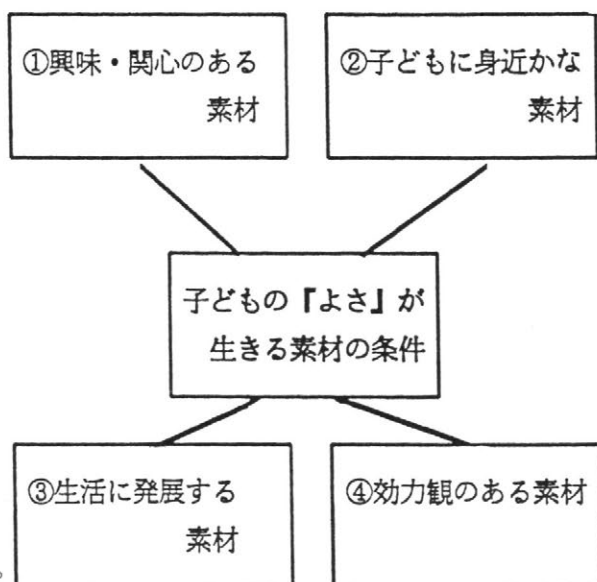 ①興味・関心のある
素材
②子どもに身近かな
素材
子どもの『よさ』が
生きる素材の条件
③生活に発展する
素材
④効力観のある素材